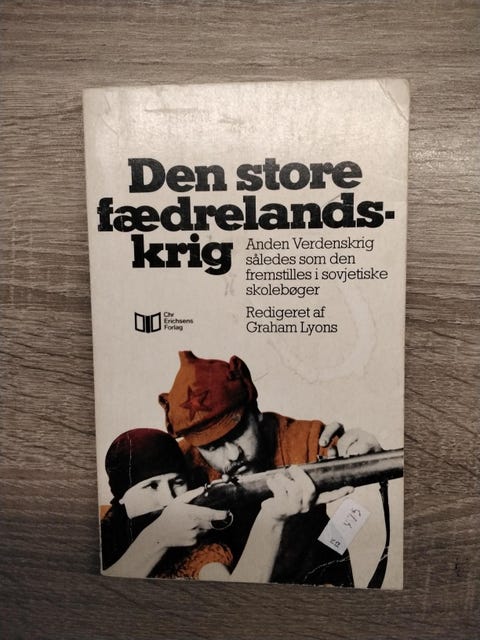 Den store
fædrelands-
krig
Anden Verdenskrig
således som den
fremstilles i sovjetiske
skolebøger
Redigeret af
Graham Lyons
Chr
Erichsens
Forlag